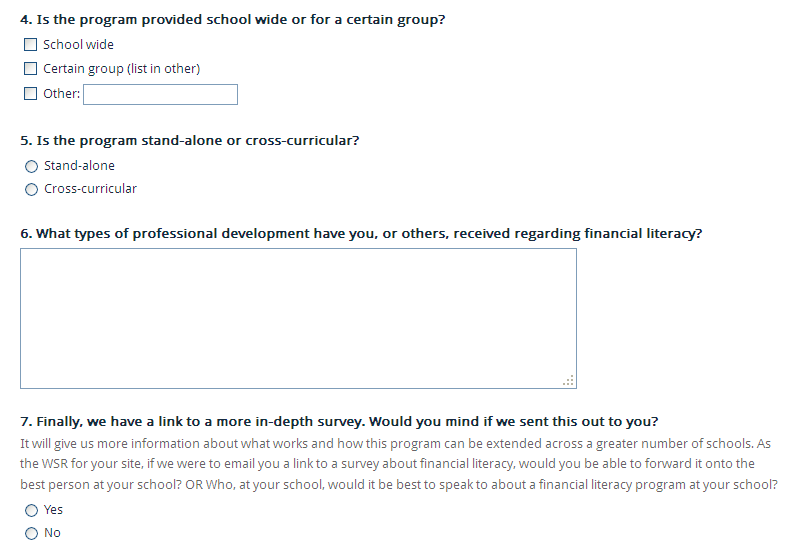 4. Is the program provided school wide or for a certain group?
School wide
Certain group (list in other)
Other:
5. Is the program stand-alone or cross-curricular?
Stand-alone
Cross-curricular
6. What types of professional development have you, or others, received regarding financial literacy?
7. Finally, we have a link to a more in-depth survey. Would you mind if we sent this out to you?
It will give us more information about what works and how this program can be extended across a greater number of schools. As
the WSR for your site, if we were to email you a link to a survey about financial literacy, would you be able to forward it onto the
best person at your school? OR Who, at your school, would it be best to speak to about a financial literacy program at your school?
Yes
No